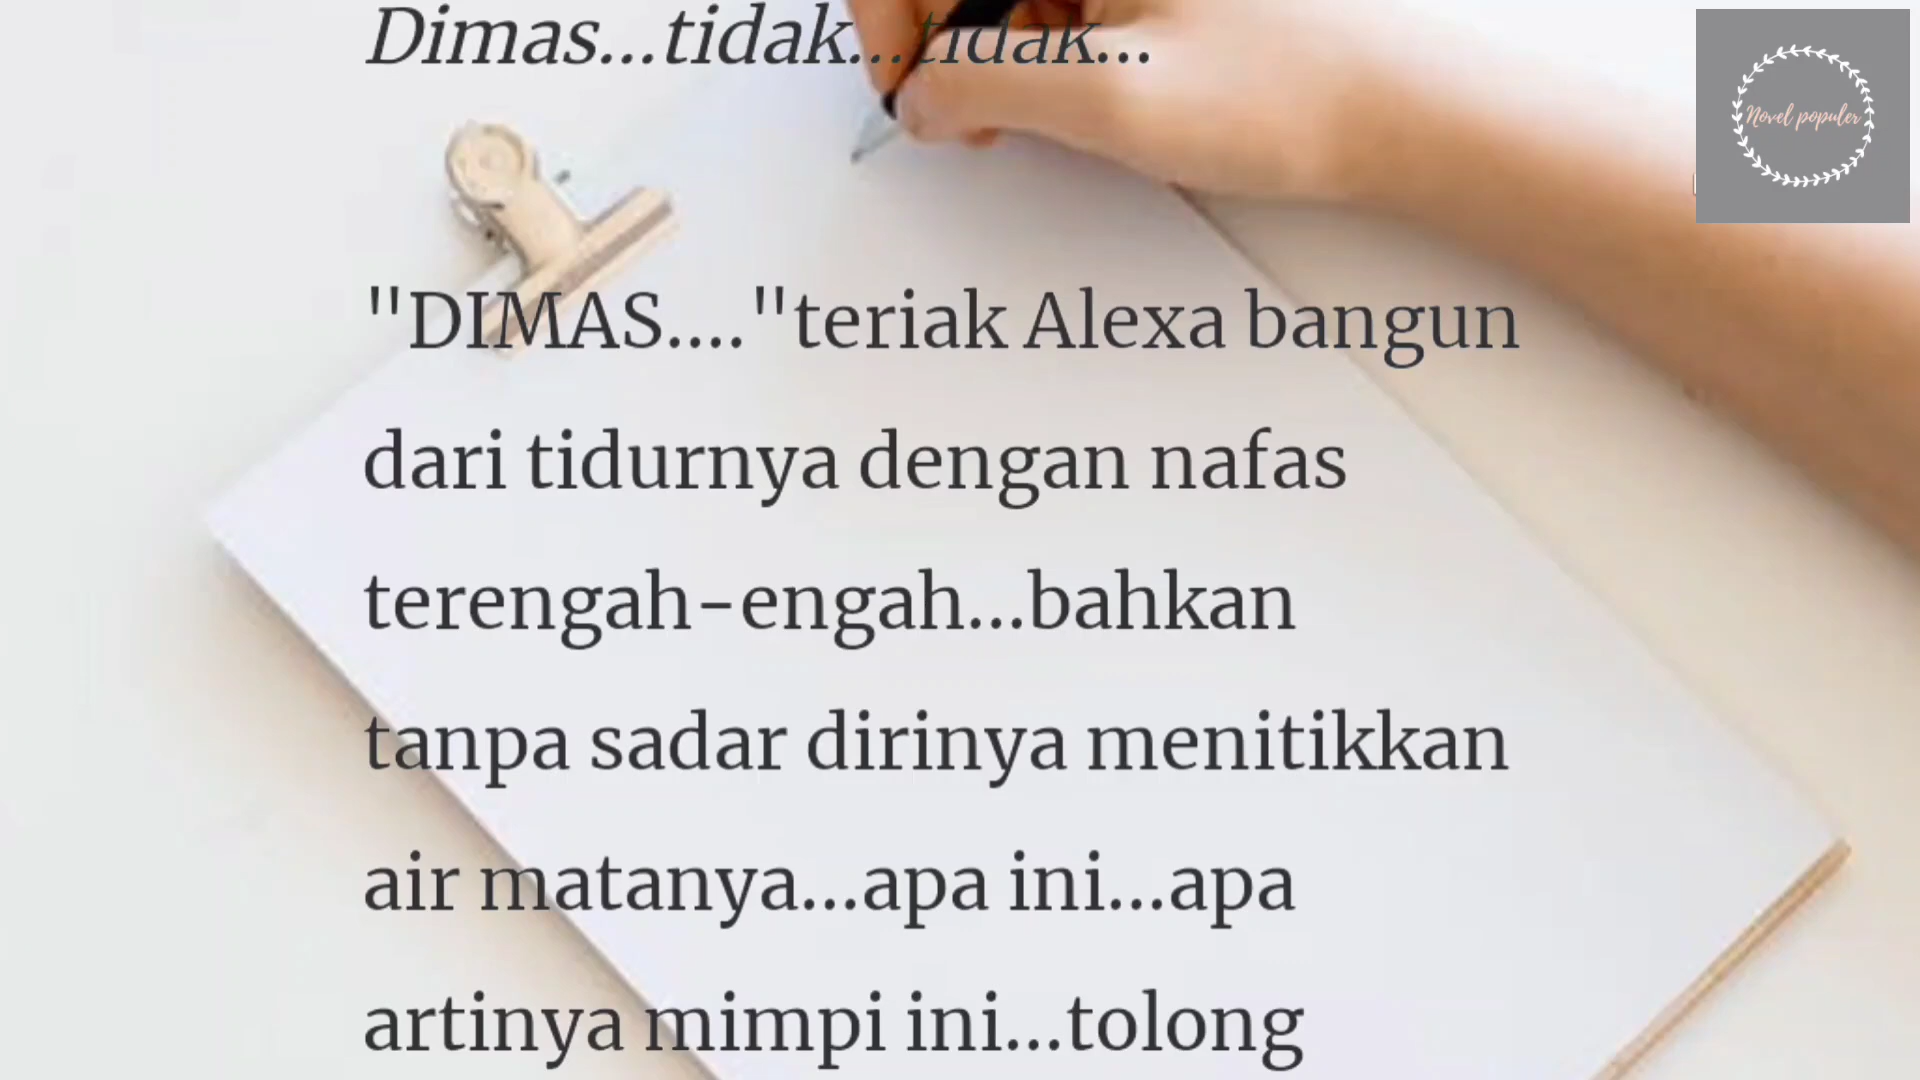 Dimas...tidak...tidak...
Novel populer
"DIMAS...."teriak Alexa bangun
dari tidurnya dengan nafas
terengah-engah...bahkan
tanpa sadar dirinya menitikkan
air matanya...apa ini...apa
artinya mimpi ini...tolong